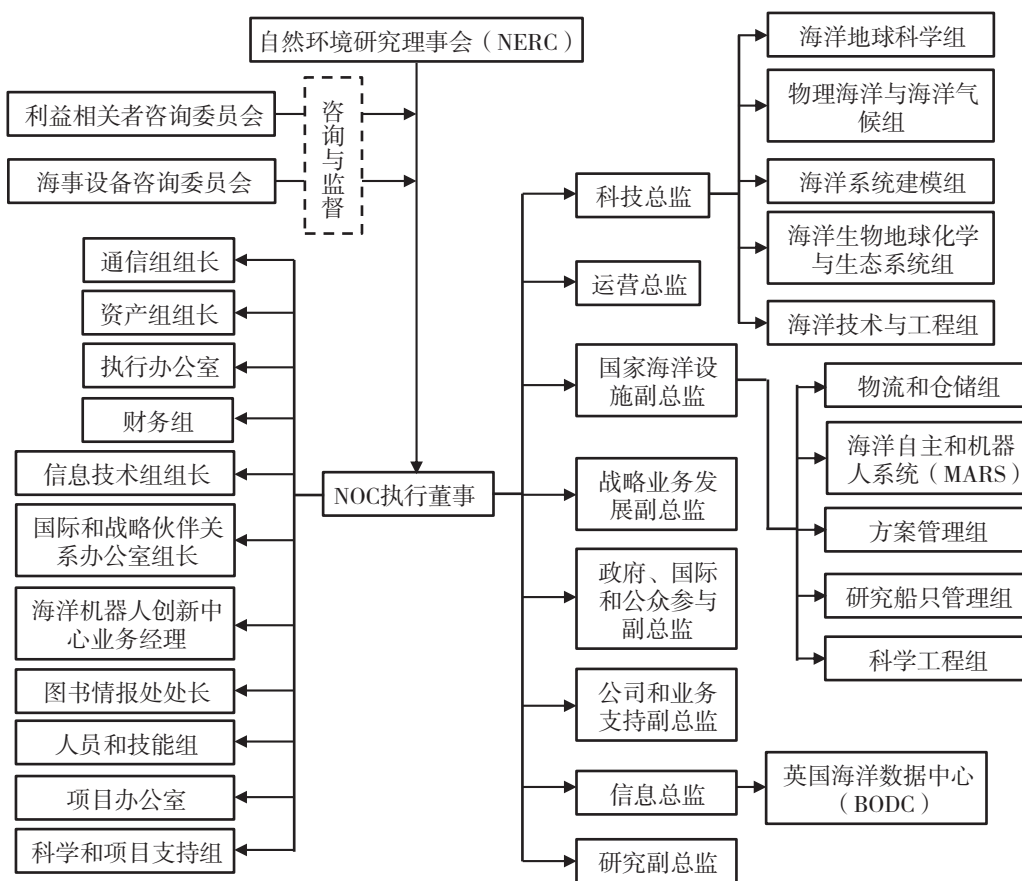 自然环境研究理事会（NERC）
利益相关者咨询委员会
海事设备咨询委员会
咨询与监督
通信组组长
资产组组长
执行办公室
财务组
信息技术组组长
国际和战略伙伴关
系办公室组长
海洋机器人创新中
心业务经理
图书情报处处长
人员和技能组
项目办公室
科学和项目支持组
NOC执行董事
科技总监
运营总监
国家海洋设
施副总监
战略业务发
展副总监
政府、国际
和公众参与
副总监
公司和业务
支持副总监
信息总监
研究副总监
海洋地球科学组
物理海洋与海洋气
候组
海洋系统建模组
海洋生物地球化学
与生态系统组
海洋技术与工程组
物流和仓储组
海洋自主和机器
人系统（MARS）
方案管理组
研究船只管理组
科学工程组
英国海洋数据中心
（BODC）